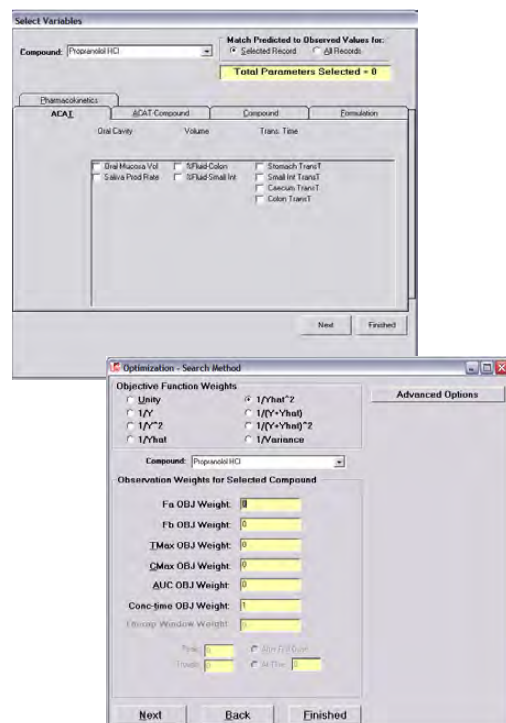 Select Variables
Compound: Propranolol HCl
Match Predicted to Observed Values for:
Selected Record All Records
Total Parameters Selected = 0
Pharmacokinetics
ACAT ACAT Compound Compound Formulation
Oral Cavity Volume Trans. Time
Oral Mucosa Vol %Fluid-Colon Stomach TransT
Saliva Prod Rate %Fluid-Small Int Small Int TransT
Caecum TransT
Colon TransT
Next Finished
Optimization - Search Method
Objective Function Weights
Unity 1/Yhat^2
1/Y 1/(Y+Yhat)
1/Y^2 1/(Y+Yhat)^2
1/Yhat 1/Variance
Advanced Options
Compound: Propranolol HCl
Observation Weights for Selected Compound
Fa OBJ Weight: 0
Fb OBJ Weight: 0
TMax OBJ Weight: 0
CMax OBJ Weight: 0
AUC OBJ Weight: 0
Conc-time OBJ Weight: 1
Window Weight:
Next Back Finished